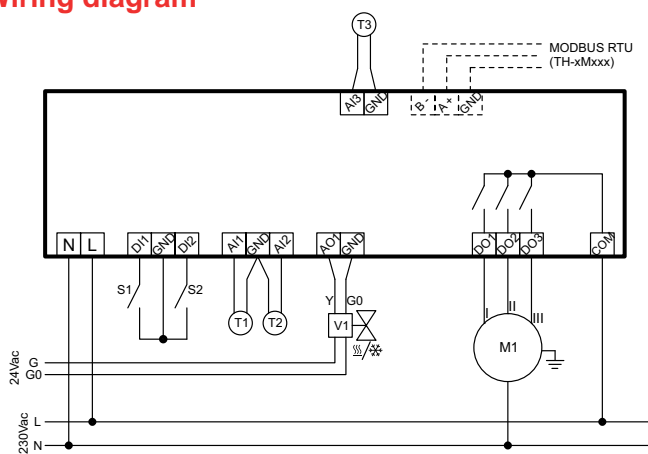 Wiring diagram
T3
MODBUS RTU
(TH-xMxxx)
AI3 GND B - A + GND
N L DI1 GND DI2 AI1 GND AI2 AO1 GND DO1 DO2 DO3 COM
S1 S2 Y G0 I II III
T1 T2 V1 M1
24Vac G
G0
230Vac L
N